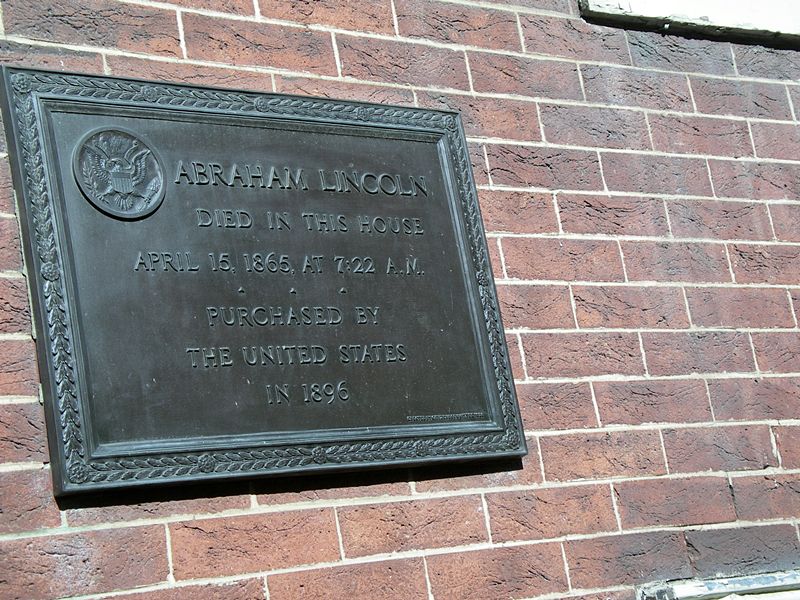 ABRAHAM LINCOLN
DIED IN THIS HOUSE
APRIL 15, 1865, AT 7:22 A.M.
PURCHASED BY
THE UNITED STATES
IN 1896